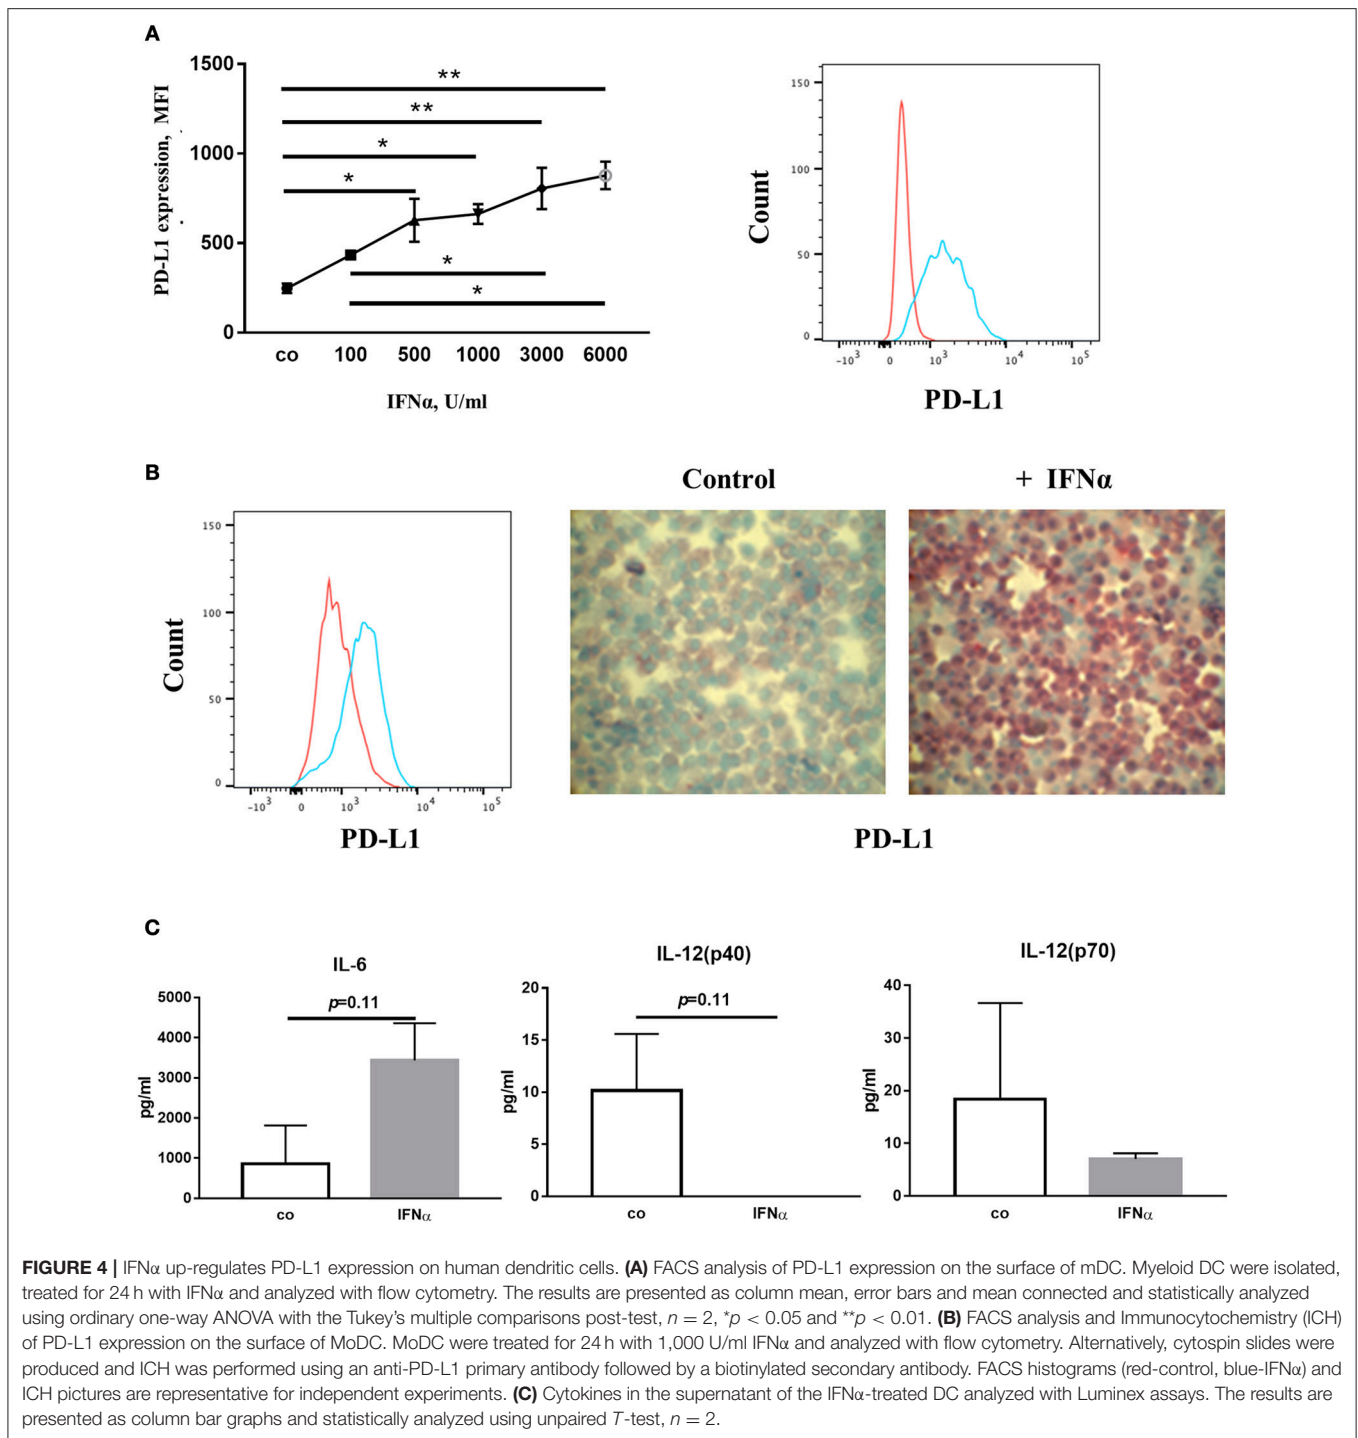 A
1500
1000
500
0
PD-L1 expression, MFI
**
**
*
*
*
*
co 100 500 1000 3000 6000
IFNα, U/ml
150
100
50
0
Count
-10³ 0 10³ 10⁴ 10⁵
PD-L1
B
150
100
50
0
Count
-10³ 0 10³ 10⁴ 10⁵
PD-L1
Control
+ IFNα
PD-L1
C
IL-6
5000
4000
3000
2000
1000
0
pg/ml
p=0.11
co IFNα
IL-12(p40)
20
15
10
5
0
pg/ml
p=0.11
co IFNα
IL-12(p70)
40
30
20
10
0
pg/ml
co IFNα
FIGURE 4 | IFNα up-regulates PD-L1 expression on human dendritic cells. (A) FACS analysis of PD-L1 expression on the surface of mDC. Myeloid DC were isolated,
treated for 24 h with IFNα and analyzed with flow cytometry. The results are presented as column mean, error bars and mean connected and statistically analyzed
using ordinary one-way ANOVA with the Tukey's multiple comparisons post-test, n = 2, *p < 0.05 and **p < 0.01. (B) FACS analysis and Immunocytochemistry (ICH)
of PD-L1 expression on the surface of MoDC. MoDC were treated for 24 h with 1,000 U/ml IFNα and analyzed with flow cytometry. Alternatively, cytospin slides were
produced and ICH was performed using an anti-PD-L1 primary antibody followed by a biotinylated secondary antibody. FACS histograms (red-control, blue-IFNα) and
ICH pictures are representative for independent experiments. (C) Cytokines in the supernatant of the IFNα-treated DC analyzed with Luminex assays. The results are
presented as column bar graphs and statistically analyzed using unpaired T-test, n = 2.